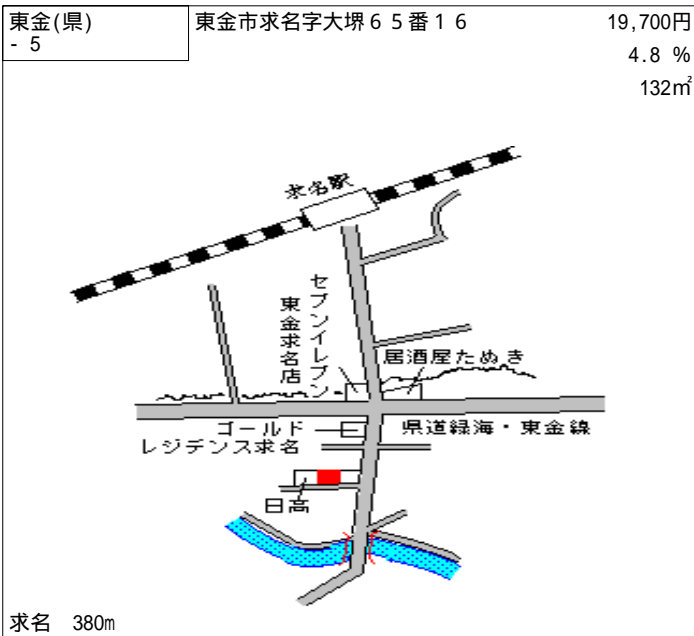 東金(県)
- 5
東金市求名字大堺６５番１６
19,700円
4.8 %
132㎡
求名駅
セブンイレブン
東金求名店
居酒屋たぬき
ゴールド
レジデンス求名
県道緑海・東金線
日高
求名 380m